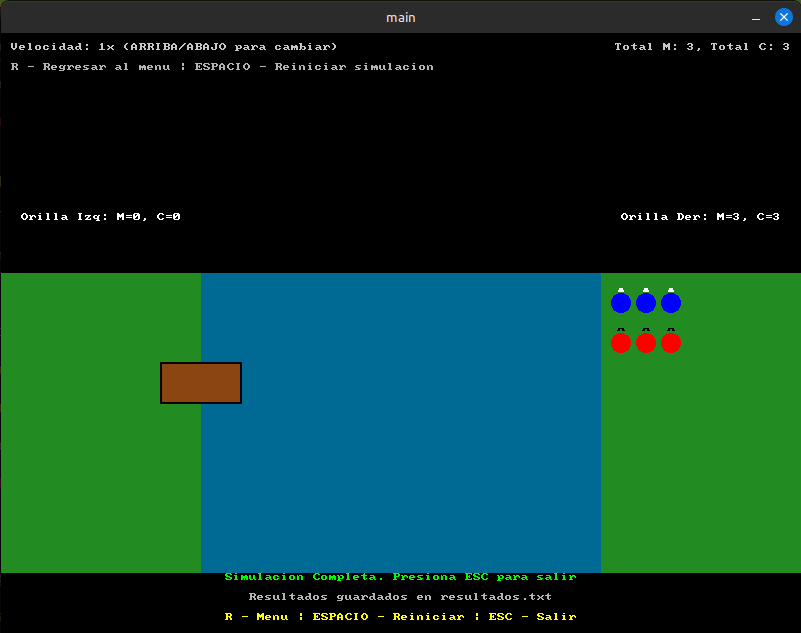 main
Velocidad: 1x (ARRIBA/ABAJO para cambiar)
Total M: 3, Total C: 3
R - Regresar al menu | ESPACIO - Reiniciar simulacion
Orilla Izq: M=0, C=0
Orilla Der: M=3, C=3
Simulacion Completa. Presiona ESC para salir
Resultados guardados en resultados.txt
R - Menu | ESPACIO - Reiniciar | ESC - Salir